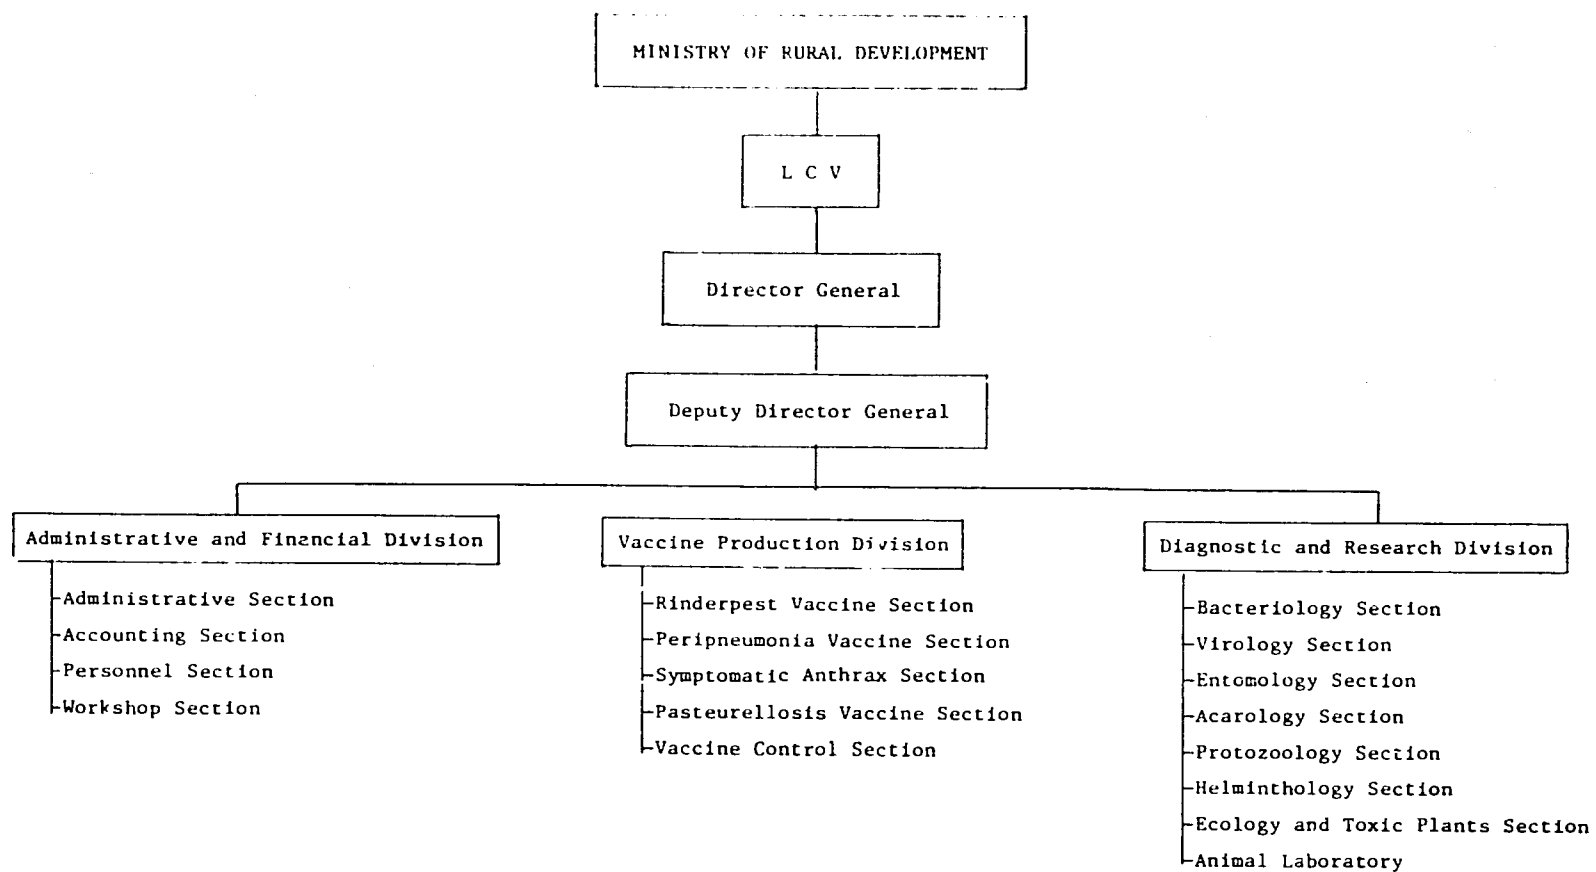 MINISTRY OF RURAL DEVELOPMENT
L C V
Director General
Deputy Director General
Administrative and Financial Division
-Administrative Section
-Accounting Section
-Personnel Section
-Workshop Section
Vaccine Production Division
-Rinderpest Vaccine Section
-Peripneumonia Vaccine Section
-Symptomatic Anthrax Section
-Pasteurellosis Vaccine Section
-Vaccine Control Section
Diagnostic and Research Division
-Bacteriology Section
-Virology Section
-Entomology Section
-Acarology Section
-Protozoology Section
-Helminthology Section
-Ecology and Toxic Plants Section
-Animal Laboratory